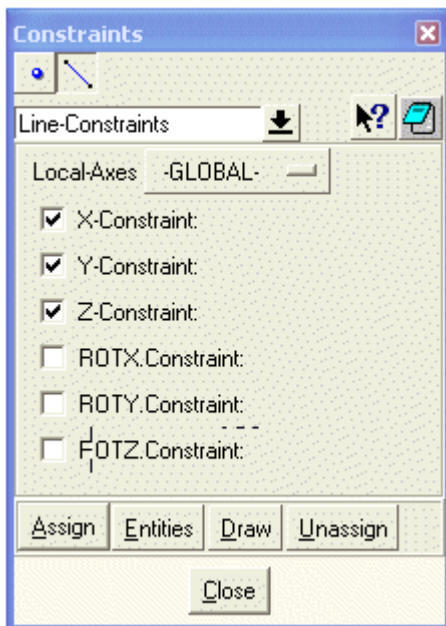 Constraints
Line-Constraints
Local-Axes -GLOBAL-
X-Constraint:
Y-Constraint:
Z-Constraint:
ROTX.Constraint:
ROTY.Constraint:
ROTZ.Constraint:
Assign Entities Draw Unassign
Close